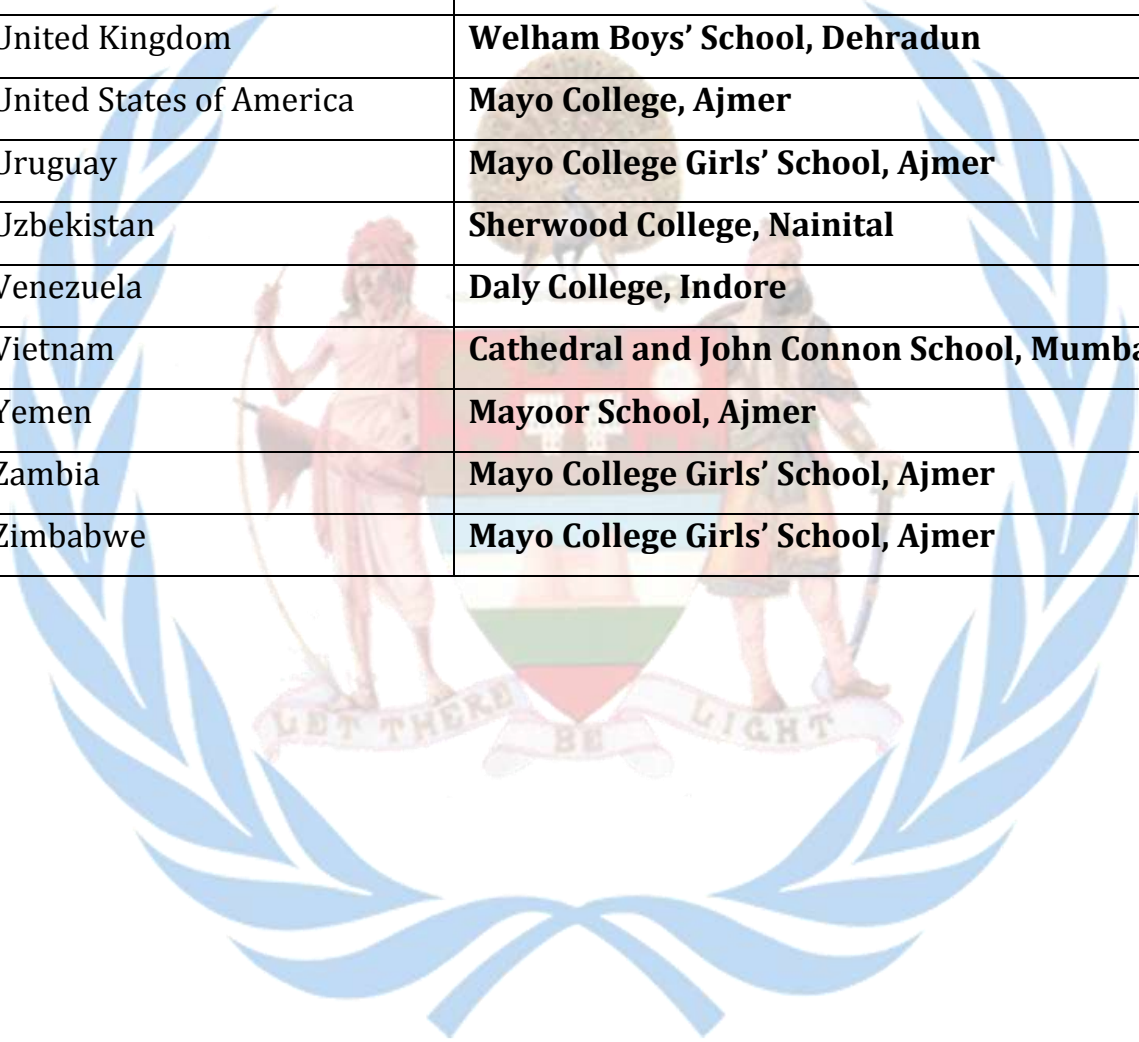 United Kingdom Welham Boys’ School, Dehradun
United States of America Mayo College, Ajmer
Uruguay Mayo College Girls’ School, Ajmer
Uzbekistan Sherwood College, Nainital
Venezuela Daly College, Indore
Vietnam Cathedral and John Connon School, Mumba
Yemen Mayoor School, Ajmer
Zambia Mayo College Girls’ School, Ajmer
Zimbabwe Mayo College Girls’ School, Ajmer
LET THERE BE LIGHT